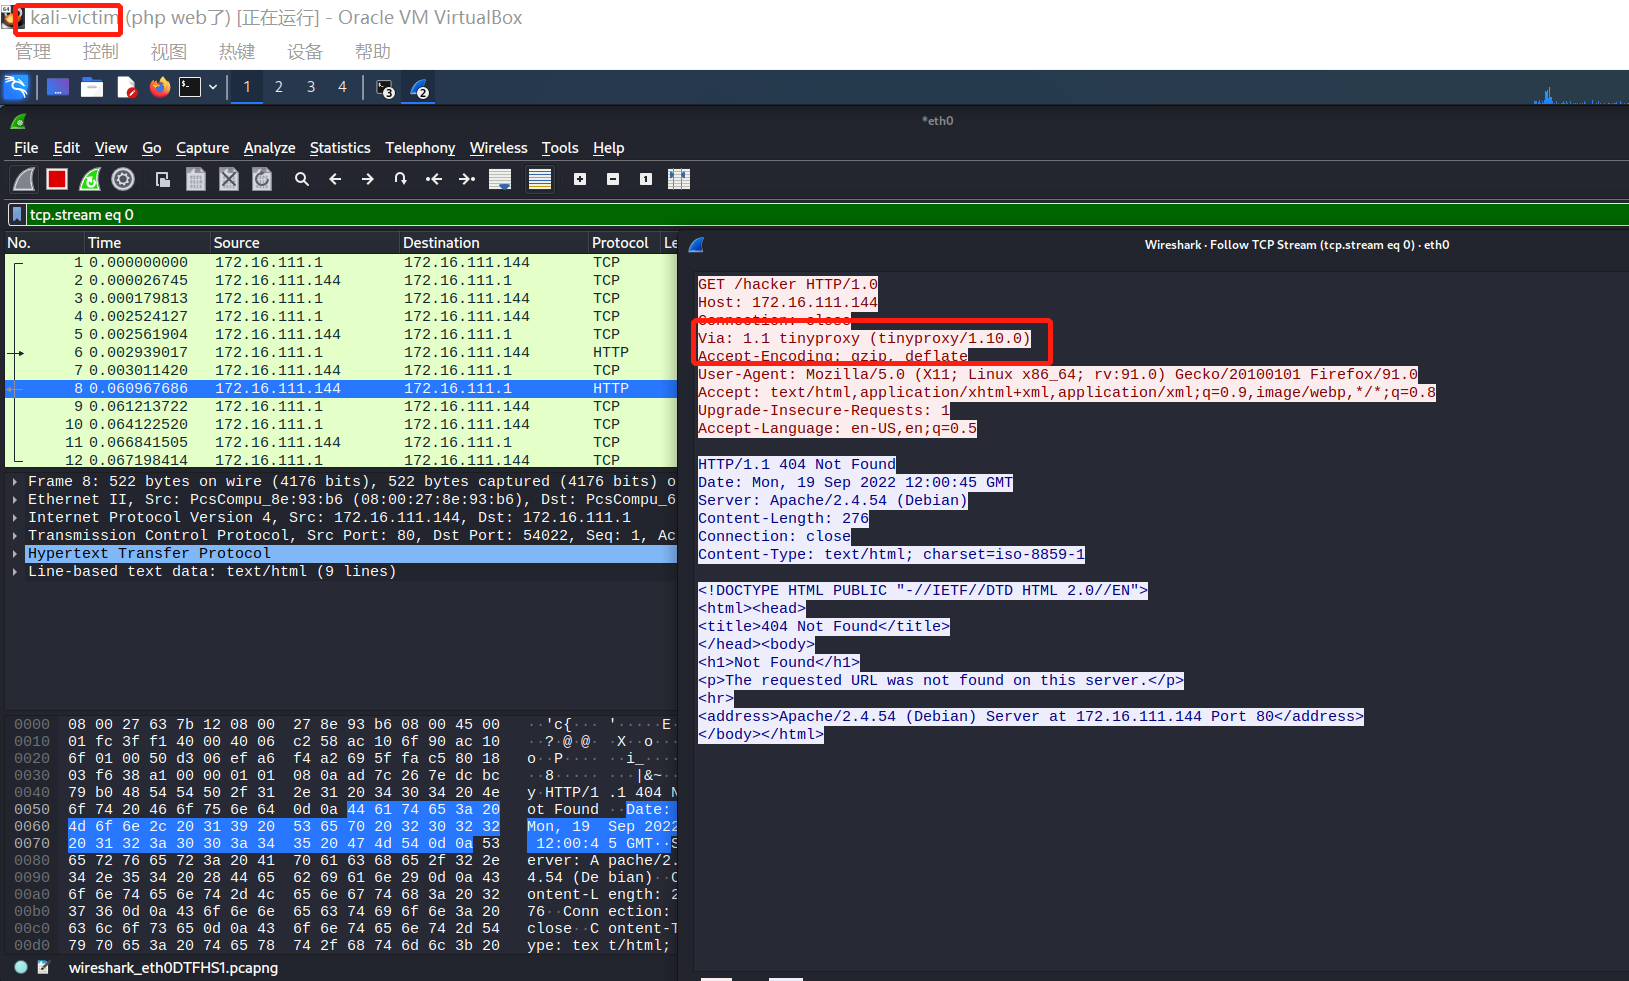 kali-victim (php web了) [正在运行] - Oracle VM VirtualBox
管理 控制 视图 热键 设备 帮助
1 2 3 4 3 2
*eth0
File Edit View Go Capture Analyze Statistics Telephony Wireless Tools Help
tcp.stream eq 0
No. Time Source Destination Protocol Le
1 0.000000000 172.16.111.1 172.16.111.144 TCP
2 0.000026745 172.16.111.144 172.16.111.1 TCP
3 0.000179813 172.16.111.1 172.16.111.144 TCP
4 0.002524127 172.16.111.1 172.16.111.144 TCP
5 0.002561904 172.16.111.144 172.16.111.1 TCP
6 0.002939017 172.16.111.1 172.16.111.144 HTTP
7 0.003011420 172.16.111.144 172.16.111.1 TCP
8 0.060967686 172.16.111.144 172.16.111.1 HTTP
9 0.061213722 172.16.111.1 172.16.111.144 TCP
10 0.064122520 172.16.111.1 172.16.111.144 TCP
11 0.066841505 172.16.111.144 172.16.111.1 TCP
12 0.067198414 172.16.111.1 172.16.111.144 TCP
Frame 8: 522 bytes on wire (4176 bits), 522 bytes captured (4176 bits) o
Ethernet II, Src: PcsCompu_8e:93:b6 (08:00:27:8e:93:b6), Dst: PcsCompu_6
Internet Protocol Version 4, Src: 172.16.111.144, Dst: 172.16.111.1
Transmission Control Protocol, Src Port: 80, Dst Port: 54022, Seq: 1, Ac
Hypertext Transfer Protocol
Line-based text data: text/html (9 lines)
0000 08 00 27 63 7b 12 08 00 27 8e 93 b6 08 00 45 00 ··'c{··· '·····E·
0010 01 fc 3f f1 40 00 40 06 c2 58 ac 10 6f 90 ac 10 ··?·@·@· ·X··o···
0020 6f 01 00 50 d3 06 ef a6 f4 a2 69 5f fa c5 80 18 o··P···· ··i_····
0030 03 f6 38 a1 00 00 01 01 08 0a ad 7c 26 7e dc bc ··8····· ···|&~··
0040 79 b0 48 54 54 50 2f 31 2e 31 20 34 30 34 20 4e y·HTTP/1 .1 404 N
0050 6f 74 20 46 6f 75 6e 64 0d 0a 44 61 74 65 3a 20 ot Found ··Date:
0060 4d 6f 6e 2c 20 31 39 20 53 65 70 20 32 30 32 32 Mon, 19 Sep 2022
0070 20 31 32 3a 30 30 3a 34 35 20 47 4d 54 0d 0a 53 12:00:4 5 GMT··S
0080 65 72 76 65 72 3a 20 41 70 61 63 68 65 2f 32 2e erver: A pache/2.
0090 34 2e 35 34 20 28 44 65 62 69 61 6e 29 0d 0a 43 4.54 (De bian)··C
00a0 6f 6e 74 65 6e 74 2d 4c 65 6e 67 74 68 3a 20 32 ontent-L ength: 2
00b0 37 36 0d 0a 43 6f 6e 6e 65 63 74 69 6f 6e 3a 20 76··Conn ection:
00c0 63 6c 6f 73 65 0d 0a 43 6f 6e 74 65 6e 74 2d 54 close··C ontent-T
00d0 79 70 65 3a 20 74 65 78 74 2f 68 74 6d 6c 3b 20 ype: tex t/html;
wireshark_eth0DTFHS1.pcapng
Wireshark · Follow TCP Stream (tcp.stream eq 0) · eth0
GET /hacker HTTP/1.0
Host: 172.16.111.144
Connection: close
Via: 1.1 tinyproxy (tinyproxy/1.10.0)
Accept-Encoding: gzip, deflate
User-Agent: Mozilla/5.0 (X11; Linux x86_64; rv:91.0) Gecko/20100101 Firefox/91.0
Accept: text/html,application/xhtml+xml,application/xml;q=0.9,image/webp,*/*;q=0.8
Upgrade-Insecure-Requests: 1
Accept-Language: en-US,en;q=0.5
HTTP/1.1 404 Not Found
Date: Mon, 19 Sep 2022 12:00:45 GMT
Server: Apache/2.4.54 (Debian)
Content-Length: 276
Connection: close
Content-Type: text/html; charset=iso-8859-1
<!DOCTYPE HTML PUBLIC "-//IETF//DTD HTML 2.0//EN">
<html><head>
<title>404 Not Found</title>
</head><body>
<h1>Not Found</h1>
<p>The requested URL was not found on this server.</p>
<hr>
<address>Apache/2.4.54 (Debian) Server at 172.16.111.144 Port 80</address>
</body></html>